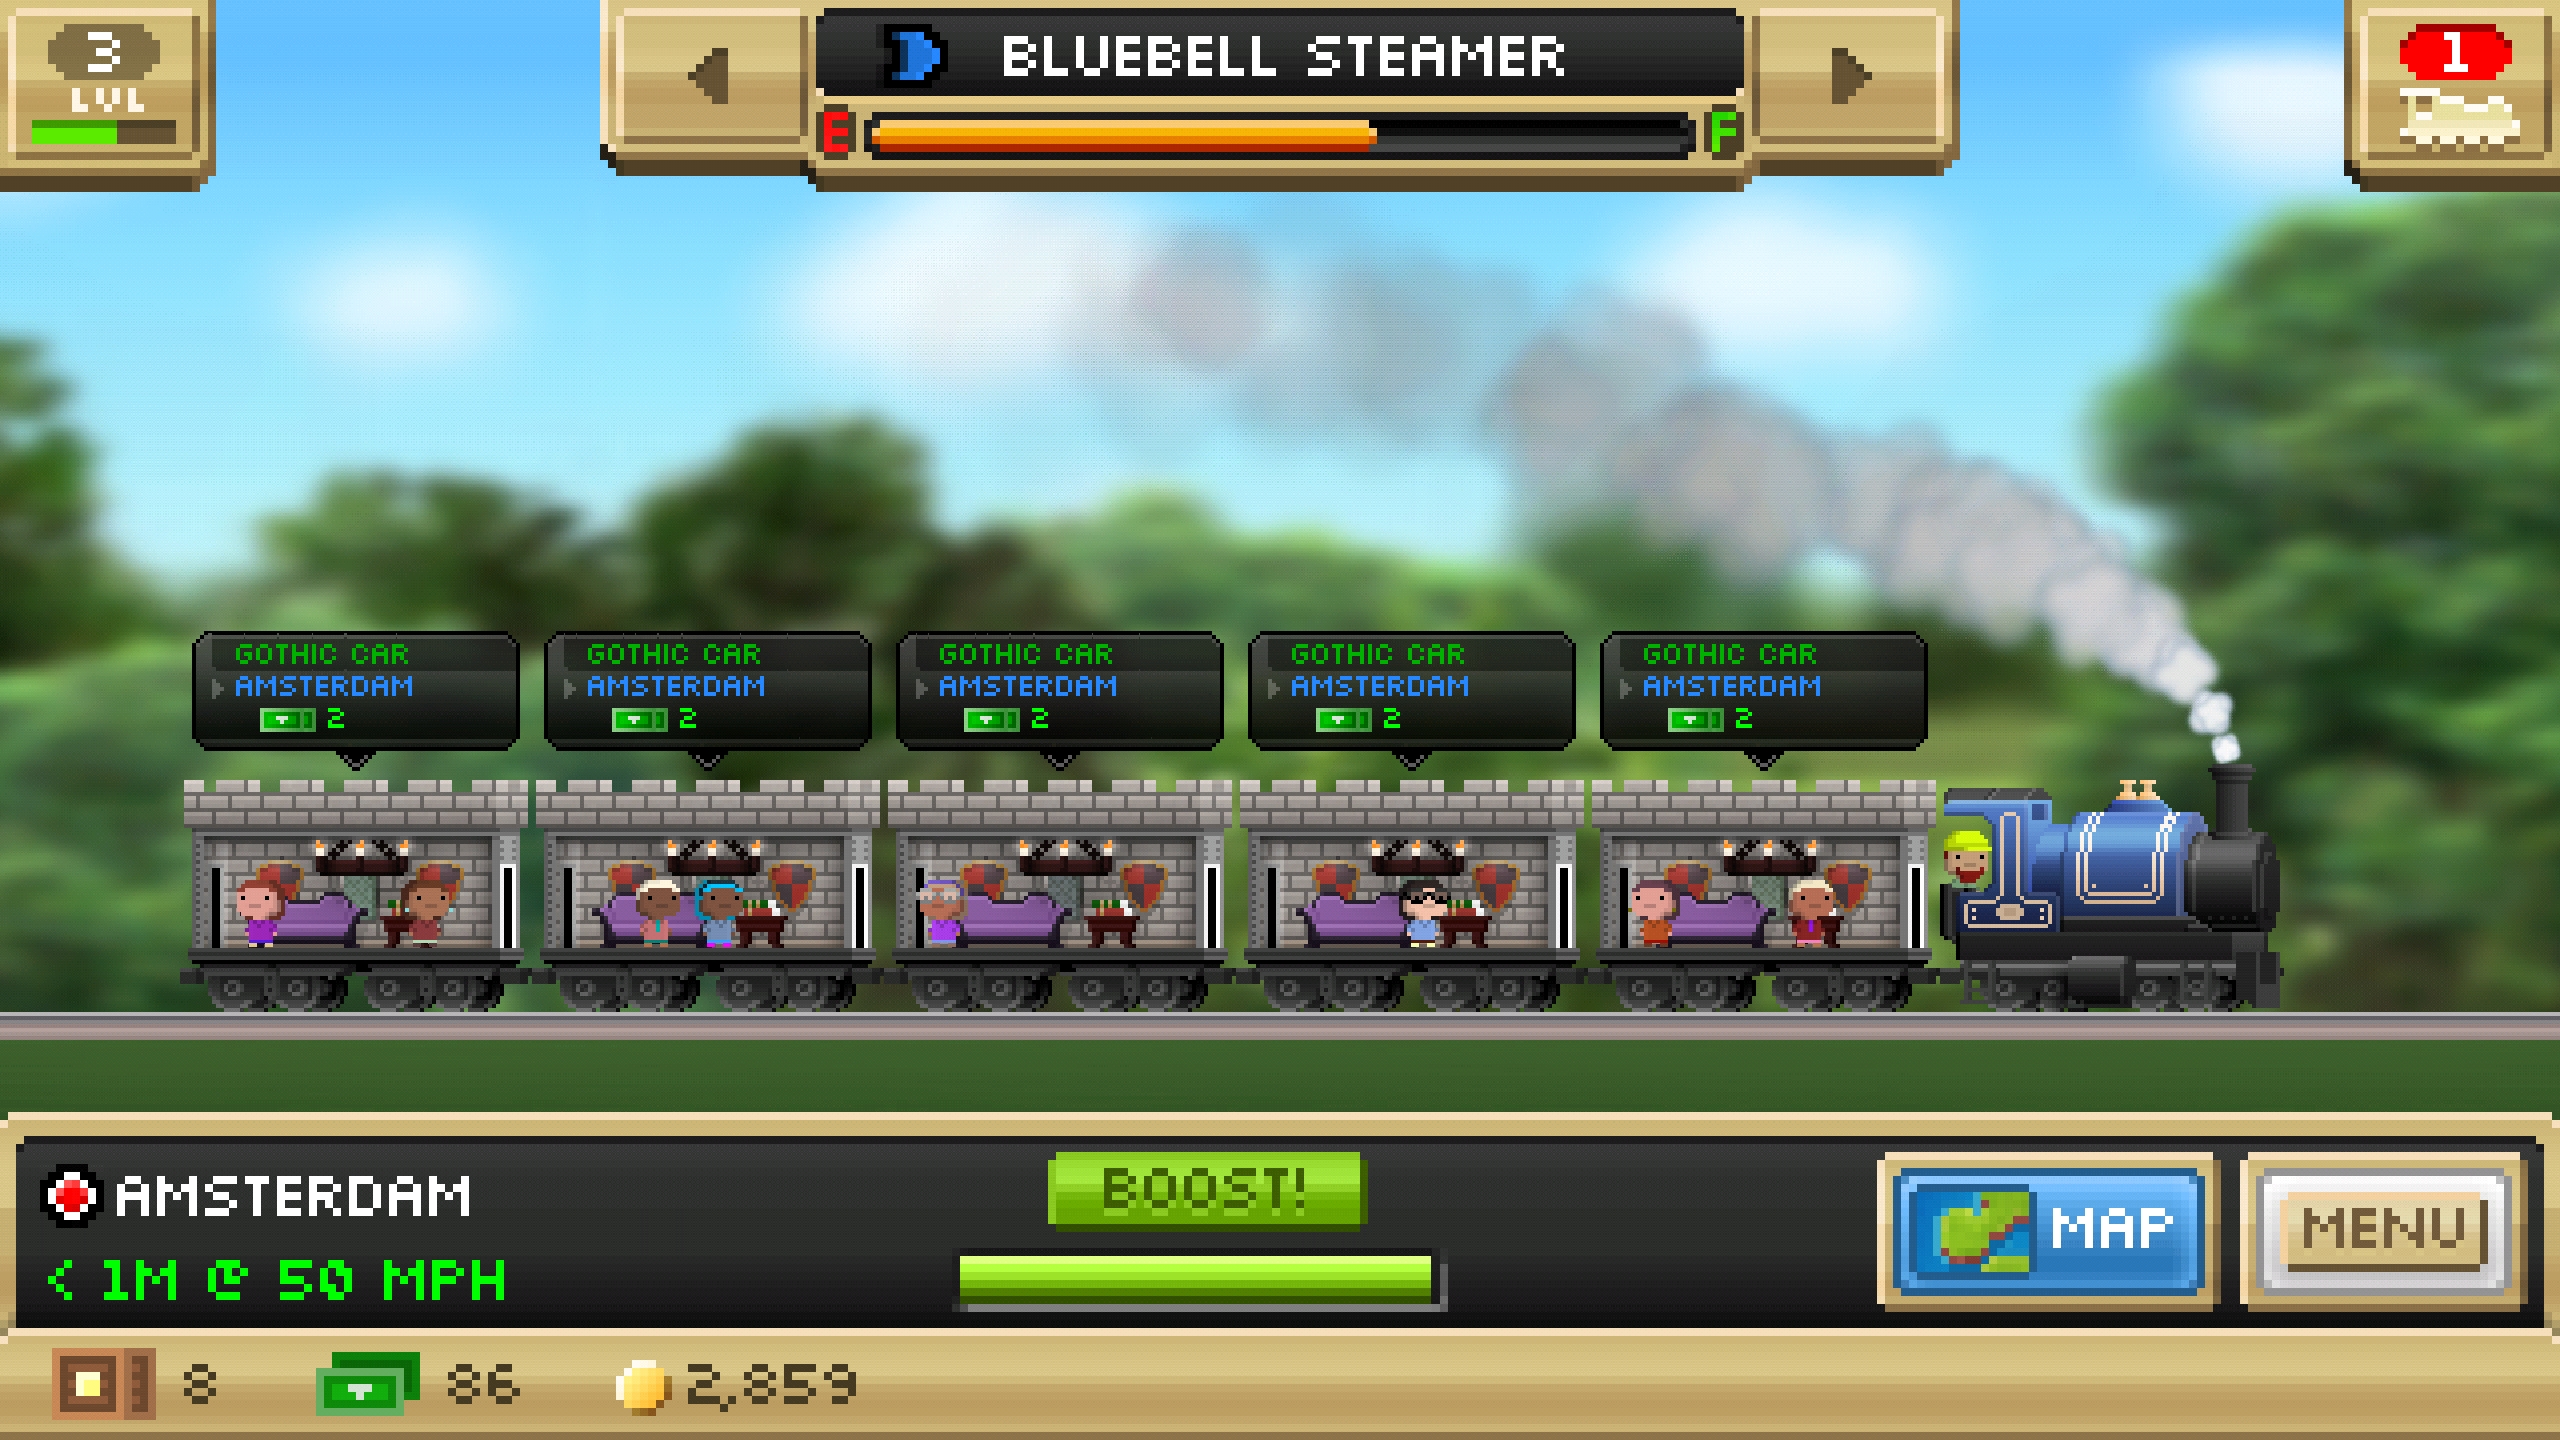 3
LVL
BLUEBELL STEAMER
E F
1
GOTHIC CAR
AMSTERDAM
2
GOTHIC CAR
AMSTERDAM
2
GOTHIC CAR
AMSTERDAM
2
GOTHIC CAR
AMSTERDAM
2
GOTHIC CAR
AMSTERDAM
2
AMSTERDAM
< 1M @ 50 MPH
BOOST!
MAP
MENU
8 86 2,859